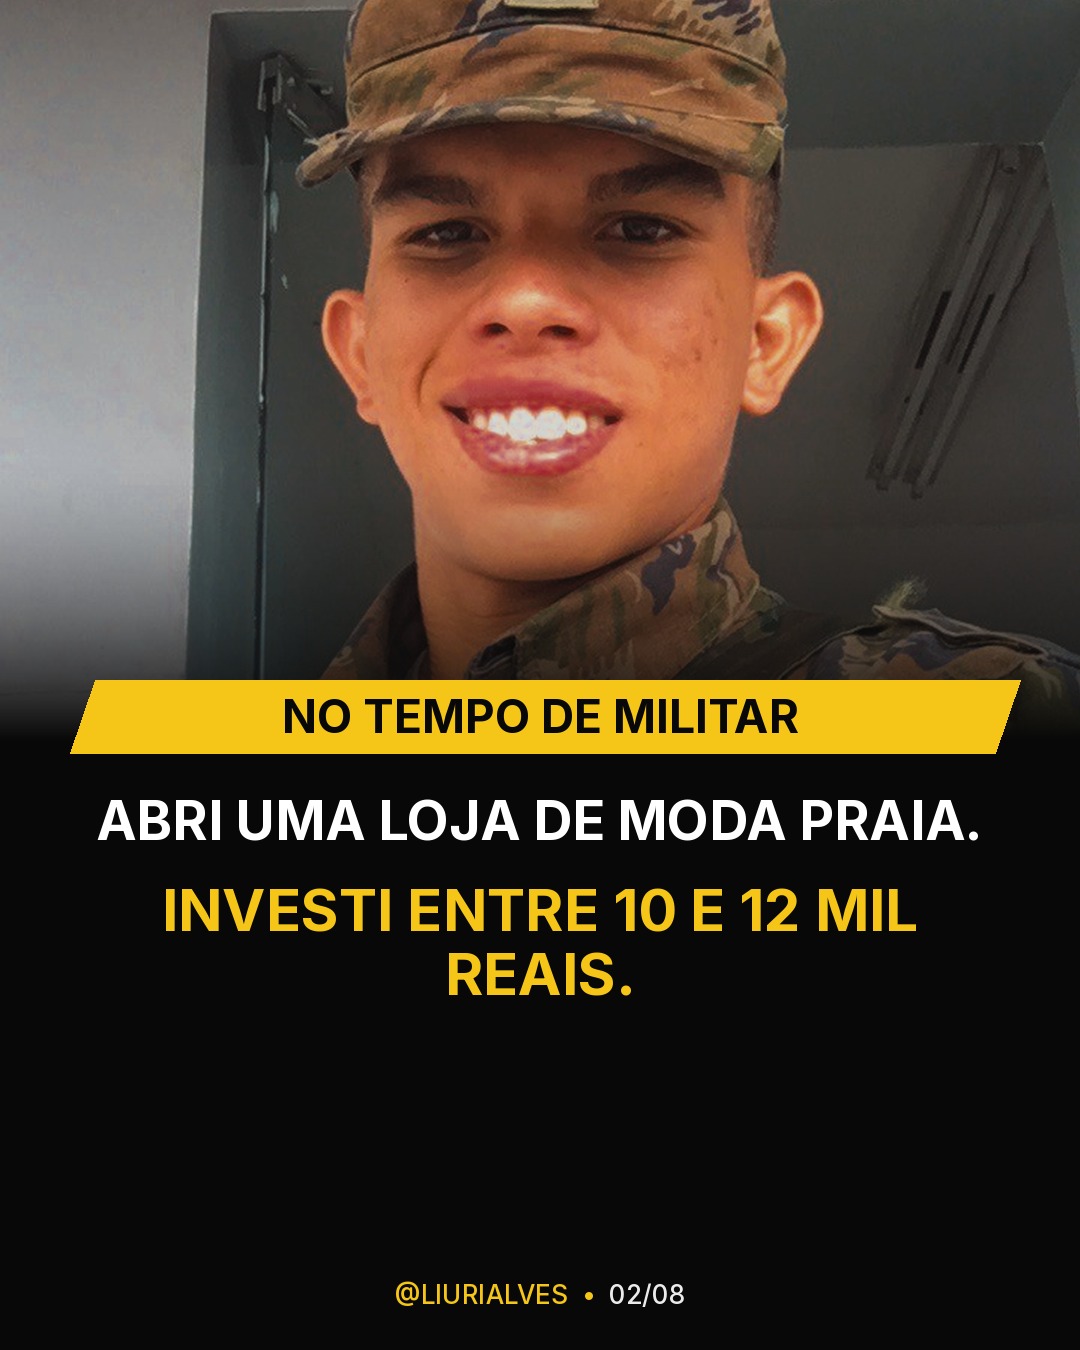 NO TEMPO DE MILITAR
ABRI UMA LOJA DE MODA PRAIA.
INVESTI ENTRE 10 E 12 MIL
REAIS.
@LIURIALVES • 02/08